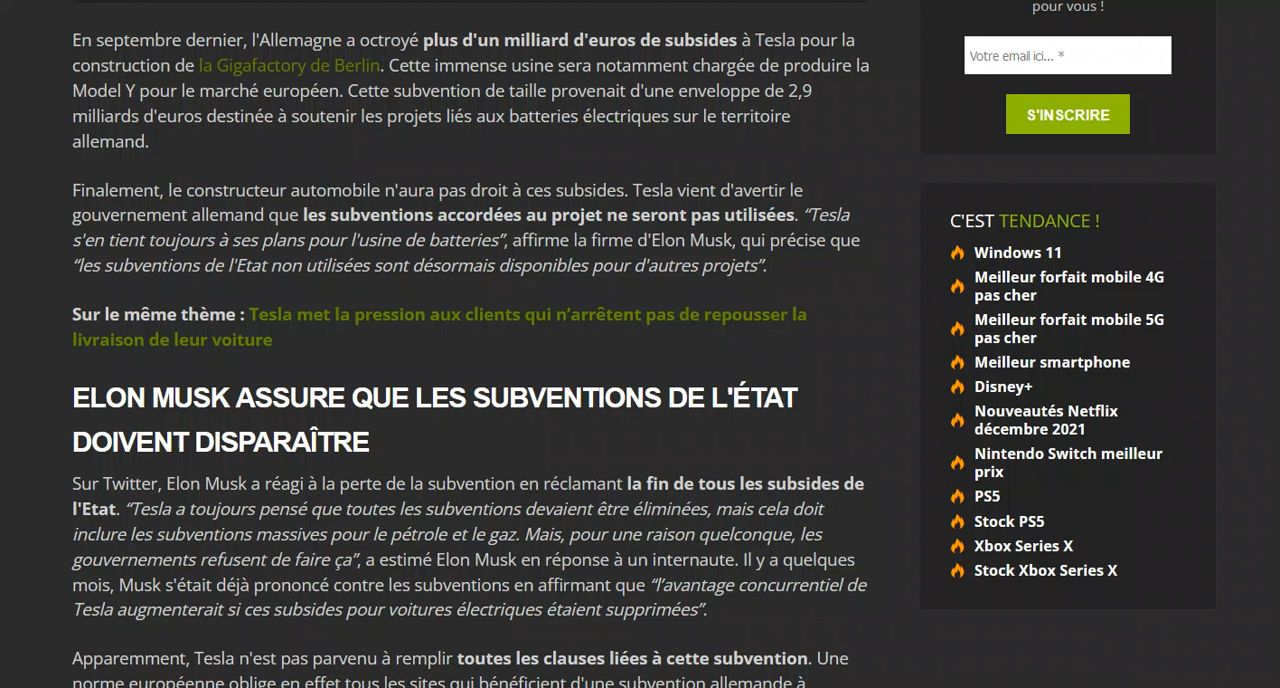 En septembre dernier, l'Allemagne a octroyé plus d'un milliard d'euros de subsides à Tesla pour la
construction de la Gigafactory de Berlin. Cette immense usine sera notamment chargée de produire la
Model Y pour le marché européen. Cette subvention de taille provenait d'une enveloppe de 2,9
milliards d'euros destinée à soutenir les projets liés aux batteries électriques sur le territoire
allemand.
Finalement, le constructeur automobile n'aura pas droit à ces subsides. Tesla vient d'avertir le
gouvernement allemand que les subventions accordées au projet ne seront pas utilisées. “Tesla
s'en tient toujours à ses plans pour l'usine de batteries”, affirme la firme d'Elon Musk, qui précise que
“les subventions de l'Etat non utilisées sont désormais disponibles pour d'autres projets”.
Sur le même thème : Tesla met la pression aux clients qui n’arrêtent pas de repousser la
livraison de leur voiture
ELON MUSK ASSURE QUE LES SUBVENTIONS DE L'ÉTAT
DOIVENT DISPARAÎTRE
Sur Twitter, Elon Musk a réagi à la perte de la subvention en réclamant la fin de tous les subsides de
l'Etat. “Tesla a toujours pensé que toutes les subventions devaient être éliminées, mais cela doit
inclure les subventions massives pour le pétrole et le gaz. Mais, pour une raison quelconque, les
gouvernements refusent de faire ça”, a estimé Elon Musk en réponse à un internaute. Il y a quelques
mois, Musk s'était déjà prononcé contre les subventions en affirmant que “l’avantage concurrentiel de
Tesla augmenterait si ces subsides pour voitures électriques étaient supprimées”.
Apparemment, Tesla n'est pas parvenu à remplir toutes les clauses liées à cette subvention. Une
norme européenne oblige en effet tous les sites qui bénéficient d'une subvention allemande à
pour vous !
Votre email ici... *
S'INSCRIRE
C'EST TENDANCE !
Windows 11
Meilleur forfait mobile 4G
pas cher
Meilleur forfait mobile 5G
pas cher
Meilleur smartphone
Disney+
Nouveautés Netflix
décembre 2021
Nintendo Switch meilleur
prix
PS5
Stock PS5
Xbox Series X
Stock Xbox Series X